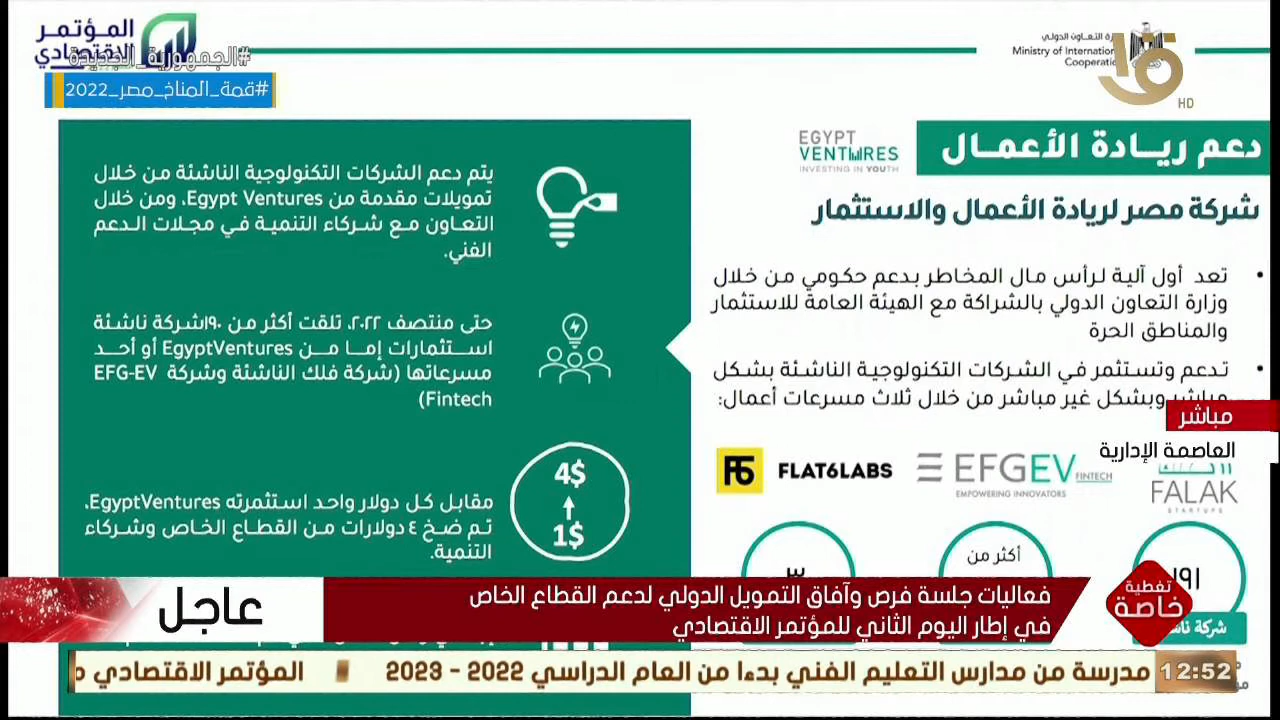 المؤتمر
الاقتصادي
#الجمهورية_الجديدة
#قمة_المناخ_مصر_2022
وزارة التعاون الدولي
Ministry of International
Cooperation
HD
دعم ريادة الأعمال
EGYPT
VENTURES
INVESTING IN YOUTH
شركة مصر لريادة الأعمال والاستثمار
• تعد أول آلية لرأس مال المخاطر بدعم حكومي من خلال
وزارة التعاون الدولي بالشراكة مع الهيئة العامة للاستثمار
والمناطق الحرة
• تدعم وتستثمر في الشركات التكنولوجية الناشئة بشكل
مباشر وبشكل غير مباشر من خلال ثلاث مسرعات أعمال:
مباشر
العاصمة الإدارية
FALAK
STARTUPS
EFGEV FINTECH
EMPOWERING INNOVATORS
F6 FLAT6LABS
١٩١
شركة
أكثر من
٣
يتم دعم الشركات التكنولوجية الناشئة من خلال
تمويلات مقدمة من Egypt Ventures، ومن خلال
التعاون مع شركاء التنمية في مجلات الدعم
الفني.
حتى منتصف ٢٠٢٢، تلقت أكثر من ١٩٠شركة ناشئة
استثمارات إما من EgyptVentures أو أحد
مسرعاتها (شركة فلك الناشئة وشركة EFG-EV
Fintech)
4$
1$
مقابل كل دولار واحد استثمرته EgyptVentures،
تم ضخ ٤ دولارات من القطاع الخاص وشركاء
التنمية.
تغطية
خاصة
فعاليات جلسة فرص وآفاق التمويل الدولي لدعم القطاع الخاص
في إطار اليوم الثاني للمؤتمر الاقتصادي
عاجل
12:52
مدرسة من مدارس التعليم الفني بدءا من العام الدراسي 2022 - 2023
المؤتمر الاقتصادي